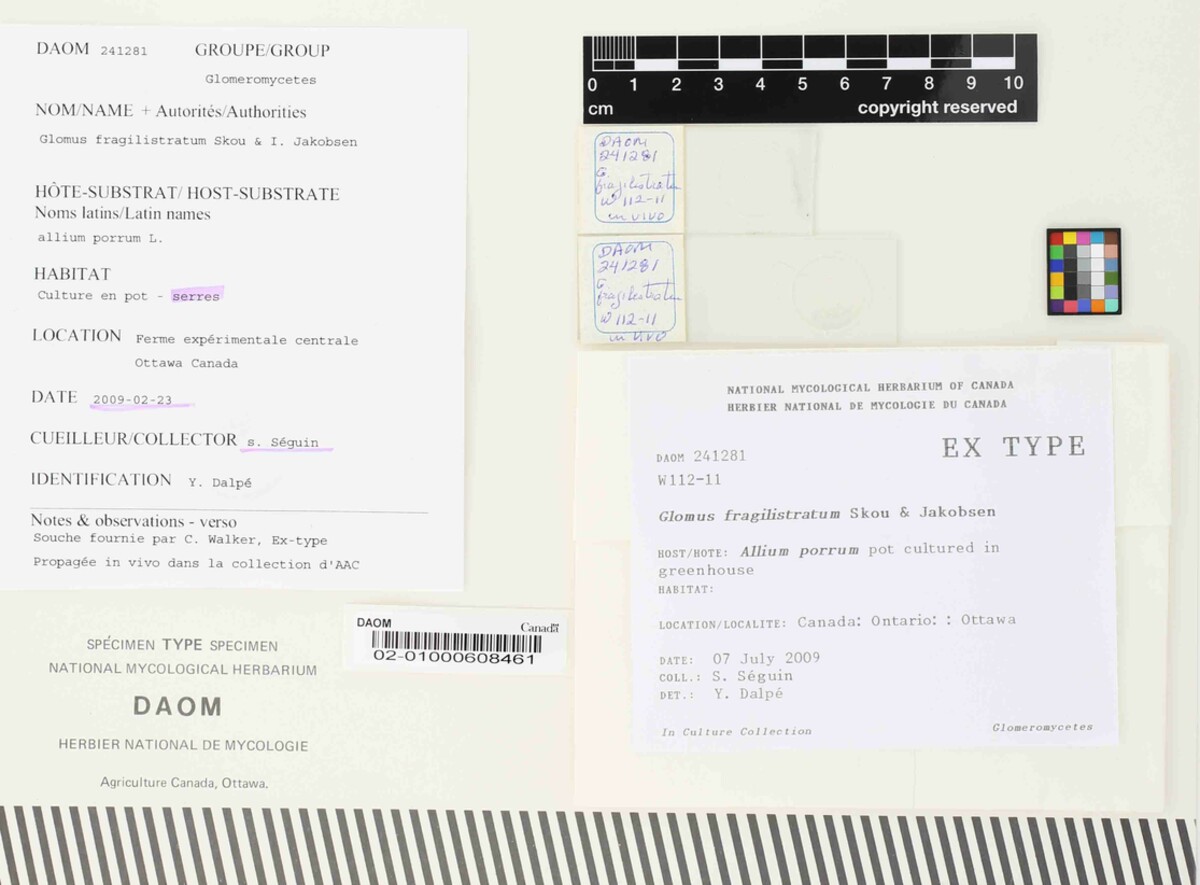 DAOM 241281 GROUPE/GROUP
Glomeromycetes
NOM/NAME + Autorités/Authorities
Glomus fragilistratum Skou & I. Jakobsen
HÔTE-SUBSTRAT/ HOST-SUBSTRATE
Noms latins/Latin names
allium porrum L.
HABITAT
Culture en pot - serres
LOCATION Ferme expérimentale centrale
Ottawa Canada
DATE 2009-02-23
CUEILLEUR/COLLECTOR s. Séguin
IDENTIFICATION Y. Dalpé
Notes & observations - verso
Souche fournie par C. Walker, Ex-type
Propagée in vivo dans la collection d'AAC
SPÉCIMEN TYPE SPECIMEN
NATIONAL MYCOLOGICAL HERBARIUM
DAOM
HERBIER NATIONAL DE MYCOLOGIE
Agriculture Canada, Ottawa.
DAOM Canada
02-01000608461
0 1 2 3 4 5 6 7 8 9 10
cm copyright reserved
DAOM
241281
G.
fragilistratum
W112-11
in vivo
DAOM
241281
G.
fragilistratum
W112-11
in vivo
NATIONAL MYCOLOGICAL HERBARIUM OF CANADA
HERBIER NATIONAL DE MYCOLOGIE DU CANADA
EX TYPE
DAOM 241281
W112-11
Glomus fragilistratum Skou & Jakobsen
HOST/HOTE: Allium porrum pot cultured in
greenhouse
HABITAT:
LOCATION/LOCALITE: Canada: Ontario: : Ottawa
DATE: 07 July 2009
COLL.: S. Séguin
DET.: Y. Dalpé
In Culture Collection Glomeromycetes